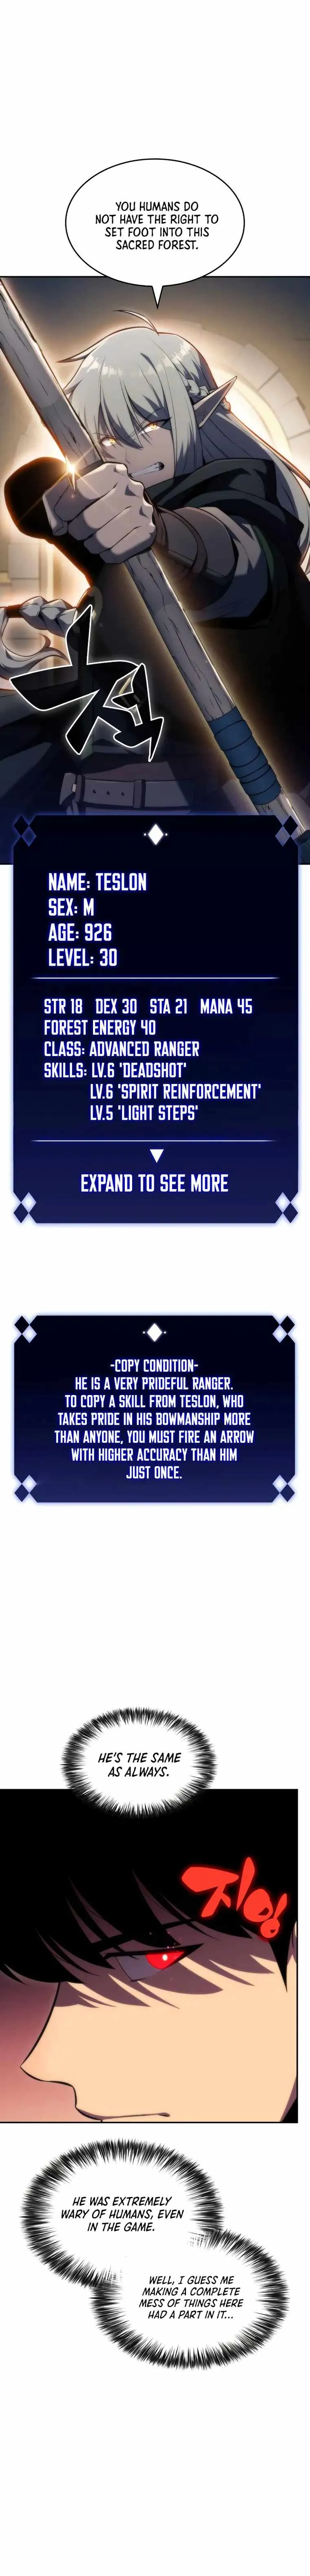 YOU HUMANS DO
NOT HAVE THE RIGHT TO
SET FOOT INTO THIS
SACRED FOREST.
척
NAME: TESLON
SEX: M
AGE: 926
LEVEL: 30
STR 18 DEX 30 STA 21 MANA 45
FOREST ENERGY 40
CLASS: ADVANCED RANGER
SKILLS: LV.6 'DEADSHOT'
LV.6 'SPIRIT REINFORCEMENT'
LV.5 'LIGHT STEPS'
EXPAND TO SEE MORE
-COPY CONDITION-
HE IS A VERY PRIDEFUL RANGER.
TO COPY A SKILL FROM TESLON, WHO
TAKES PRIDE IN HIS BOWMANSHIP MORE
THAN ANYONE, YOU MUST FIRE AN ARROW
WITH HIGHER ACCURACY THAN HIM
JUST ONCE.
HE'S THE SAME
AS ALWAYS.
지잉
HE WAS EXTREMELY
WARY OF HUMANS, EVEN
IN THE GAME.
WELL, I GUESS ME
MAKING A COMPLETE
MESS OF THINGS HERE
HAD A PART IN IT...